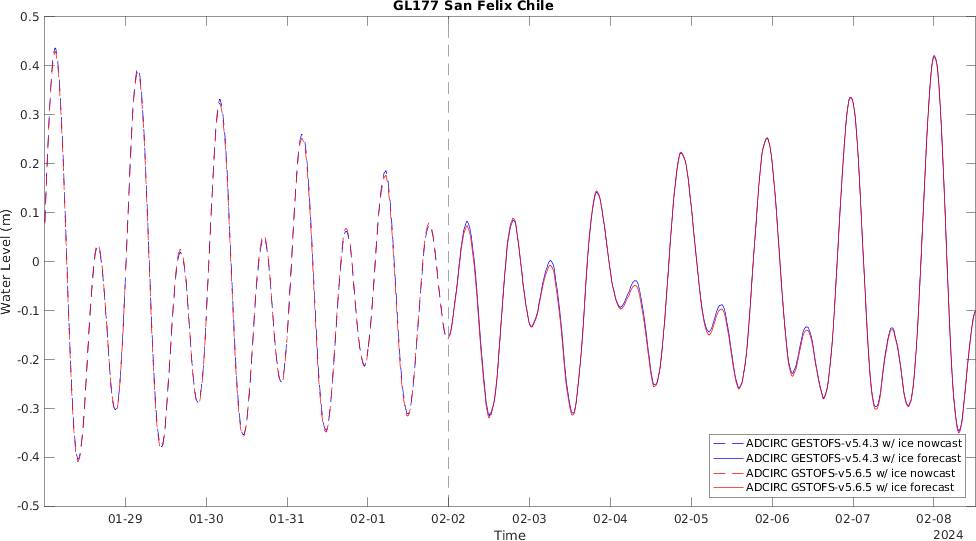 GL177 San Felix Chile
Water Level (m)
0.5
0.4
0.3
0.2
0.1
0
-0.1
-0.2
-0.3
-0.4
-0.5
ADCIRC GESTOFS-v5.4.3 w/ ice nowcast
ADCIRC GESTOFS-v5.4.3 w/ ice forecast
ADCIRC GSTOFS-v5.6.5 w/ ice nowcast
ADCIRC GSTOFS-v5.6.5 w/ ice forecast
01-29 01-30 01-31 02-01 02-02 02-03 02-04 02-05 02-06 02-07 02-08
Time
2024